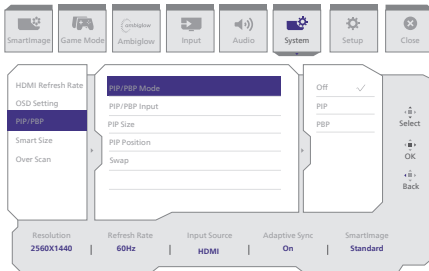 ambiglow
SmartImage Game Mode Ambiglow Input Audio System Setup Close
HDMI Refresh Rate
OSD Setting
PIP/PBP
Smart Size
Over Scan
PIP/PBP Mode
PIP/PBP Input
PIP Size
PIP Position
Swap
Off
PIP
PBP
Select
OK
Back
Resolution Refresh Rate Input Source Adaptive Sync SmartImage
2560X1440 | 60Hz | HDMI | On | Standard